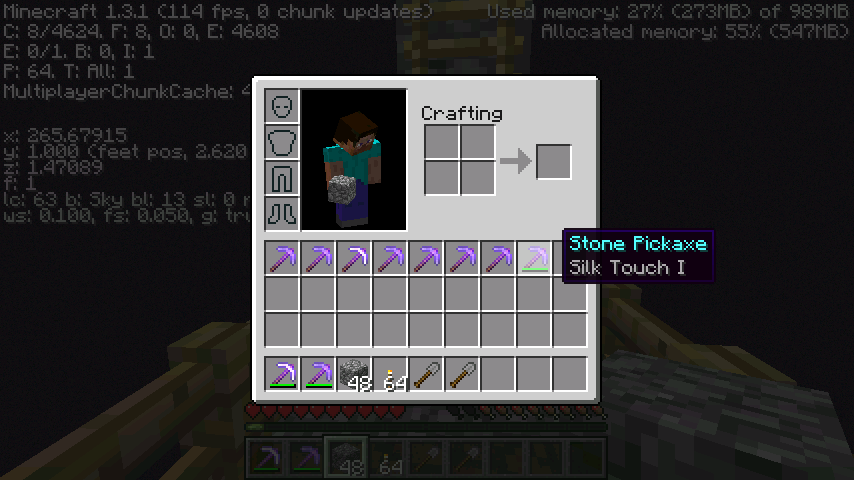 Minecraft 1.3.1 (114 fps, 0 chunk updates)
Used memory: 27% (273MB) of 989MB
C: 8/4624. F: 8, O: 0, E: 4608
Allocated memory: 55% (547MB)
E: 0/1. B: 0, I: 1
P: 64. T: All: 1
MultiplayerChunkCache: 4
Crafting
x: 265.67915
y: 1.000 (feet pos, 2.620
z: 1.47089
f: 1
lc: 63 b: Sky bl: 13 sl: 0 r
ws: 0.100, fs: 0.050, g: tru
Stone Pickaxe
Silk Touch I
48
64
48
64